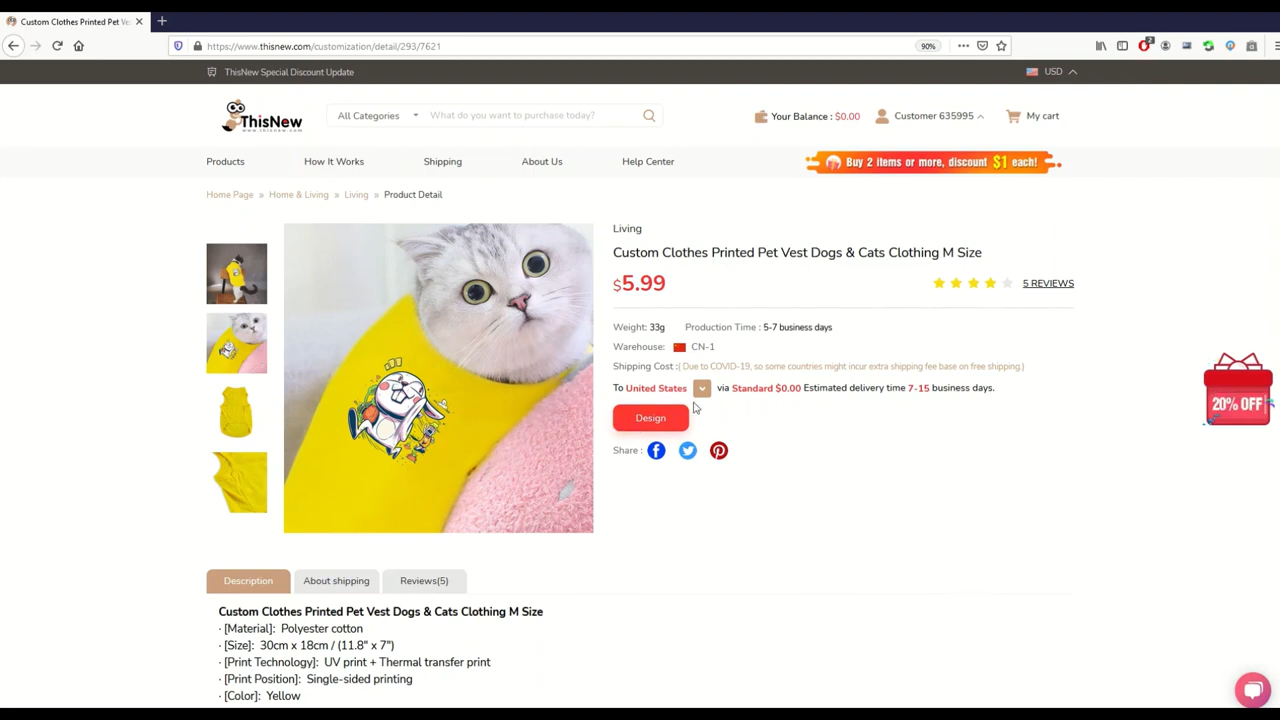 Custom Clothes Printed Pet Ve
https://www.thisnew.com/customization/detail/293/7621
90%
2
ThisNew Special Discount Update
USD
ThisNew
www.thisnew.com
All Categories
What do you want to purchase today?
Your Balance : $0.00
Customer 635995
My cart
Products
How It Works
Shipping
About Us
Help Center
Buy 2 items or more, discount $1 each!
Home Page » Home & Living » Living » Product Detail
Living
Custom Clothes Printed Pet Vest Dogs & Cats Clothing M Size
$5.99
5 REVIEWS
Weight: 33g Production Time : 5-7 business days
Warehouse: CN-1
Shipping Cost :( Due to COVID-19, so some countries might incur extra shipping fee base on free shipping.)
To United States via Standard $0.00 Estimated delivery time 7-15 business days.
Design
Share :
20% OFF
Description
About shipping
Reviews(5)
Custom Clothes Printed Pet Vest Dogs & Cats Clothing M Size
· [Material]: Polyester cotton
· [Size]: 30cm x 18cm / (11.8" x 7")
· [Print Technology]: UV print + Thermal transfer print
· [Print Position]: Single-sided printing
· [Color]: Yellow